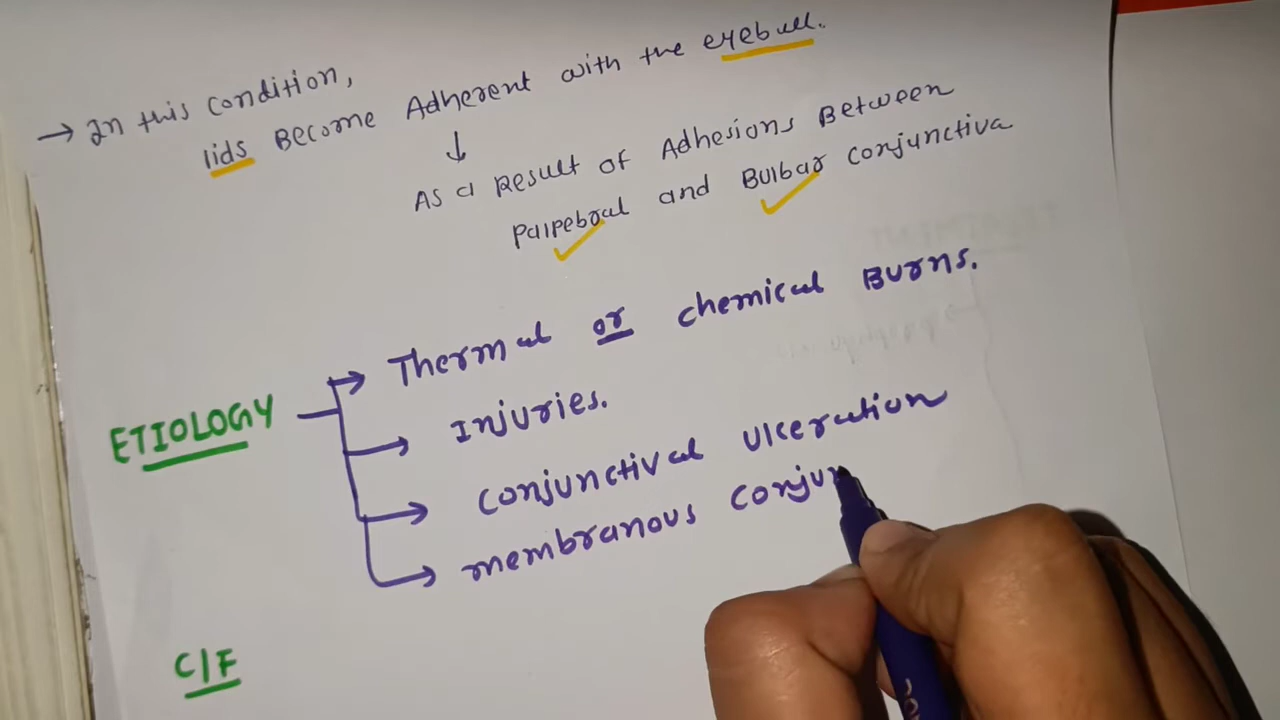 → In this condition,
lids Become Adherent with the eyeball.
↓
As a Result of Adhesions Between
palpebral and Bulbar conjunctiva
ETIOLOGY → Thermal or chemical Burns.
→ Injuries.
→ conjunctival ulceration
→ membranous conjun
C/F